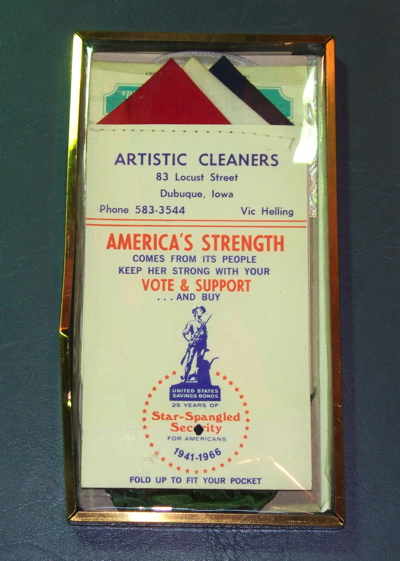 ARTISTIC CLEANERS
83 Locust Street
Dubuque, Iowa
Phone 583-3544 Vic Helling
AMERICA'S STRENGTH
COMES FROM ITS PEOPLE
KEEP HER STRONG WITH YOUR
VOTE & SUPPORT
...AND BUY
UNITED STATES
SAVINGS BONDS
25 YEARS OF
Star-Spangled
Security
FOR AMERICANS
1941-1966
FOLD UP TO FIT YOUR POCKET